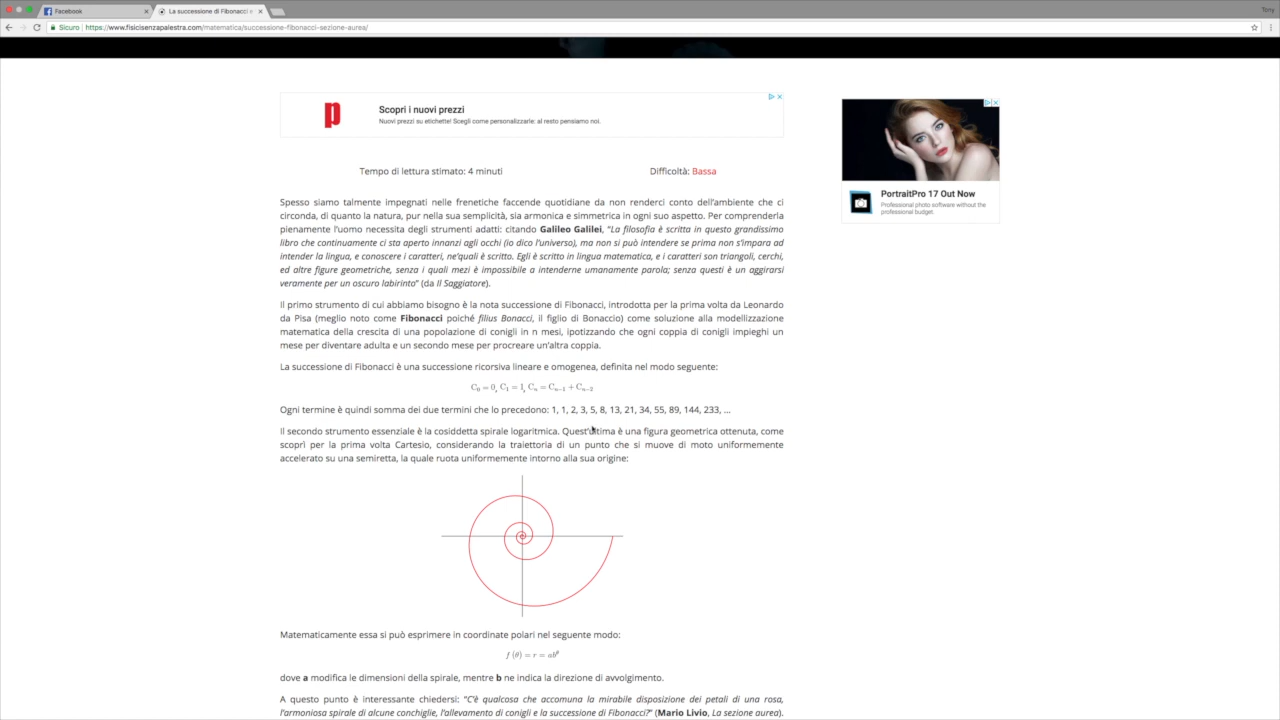 Facebook
La successione di Fibonacci e
Tony
Sicuro
https://www.fisicisenzapalestra.com/matematica/successione-fibonacci-sezione-aurea/
p
Scopri i nuovi prezzi
Nuovi prezzi su etichette! Scegli come personalizzarle: al resto pensiamo noi.
PortraitPro 17 Out Now
Professional photo software without the
professional budget.
Tempo di lettura stimato: 4 minuti
Difficoltà: Bassa
Spesso siamo talmente impegnati nelle frenetiche faccende quotidiane da non renderci conto dell'ambiente che ci
circonda, di quanto la natura, pur nella sua semplicità, sia armonica e simmetrica in ogni suo aspetto. Per comprenderla
pienamente l'uomo necessita degli strumenti adatti: citando Galileo Galilei, "La filosofia è scritta in questo grandissimo
libro che continuamente ci sta aperto innanzi agli occhi (io dico l'universo), ma non si può intendere se prima non s'impara ad
intender la lingua, e conoscere i caratteri, ne'quali è scritto. Egli è scritto in lingua matematica, e i caratteri son triangoli, cerchi,
ed altre figure geometriche, senza i quali mezi è impossibile a intenderne umanamente parola; senza questi è un aggirarsi
veramente per un oscuro labirinto" (da Il Saggiatore).
Il primo strumento di cui abbiamo bisogno è la nota successione di Fibonacci, introdotta per la prima volta da Leonardo
da Pisa (meglio noto come Fibonacci poiché filius Bonacci, il figlio di Bonaccio) come soluzione alla modellizzazione
matematica della crescita di una popolazione di conigli in n mesi, ipotizzando che ogni coppia di conigli impieghi un
mese per diventare adulta e un secondo mese per procreare un'altra coppia.
La successione di Fibonacci è una successione ricorsiva lineare e omogenea, definita nel modo seguente:
C₀ = 0, C₁ = 1, Cₙ = Cₙ₋₁ + Cₙ₋₂
Ogni termine è quindi somma dei due termini che lo precedono: 1, 1, 2, 3, 5, 8, 13, 21, 34, 55, 89, 144, 233, …
Il secondo strumento essenziale è la cosiddetta spirale logaritmica. Quest'ultima è una figura geometrica ottenuta, come
scoprì per la prima volta Cartesio, considerando la traiettoria di un punto che si muove di moto uniformemente
accelerato su una semiretta, la quale ruota uniformemente intorno alla sua origine:
Matematicamente essa si può esprimere in coordinate polari nel seguente modo:
f (θ) = r = abᶿ
dove a modifica le dimensioni della spirale, mentre b ne indica la direzione di avvolgimento.
A questo punto è interessante chiedersi: "C'è qualcosa che accomuna la mirabile disposizione dei petali di una rosa,
l'armoniosa spirale di alcune conchiglie, l'allevamento di conigli e la successione di Fibonacci?" (Mario Livio, La sezione aurea).